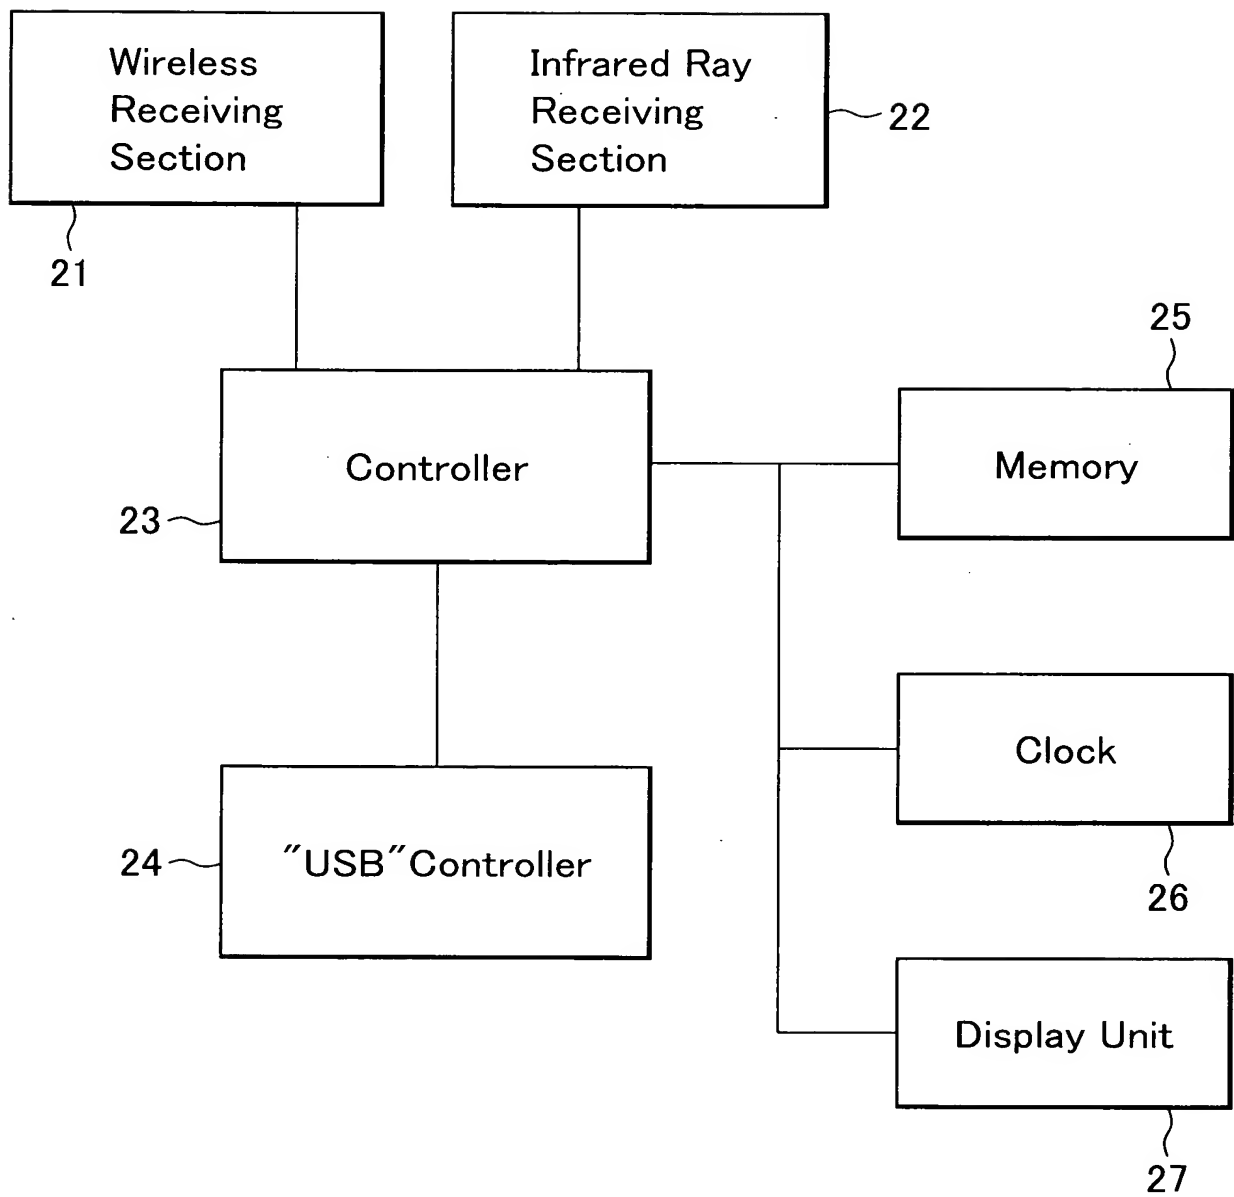 Wireless
Receiving
Section
21
Infrared Ray
Receiving
Section
22
Controller
23
25
Memory
Clock
26
24
"USB"Controller
Display Unit
27